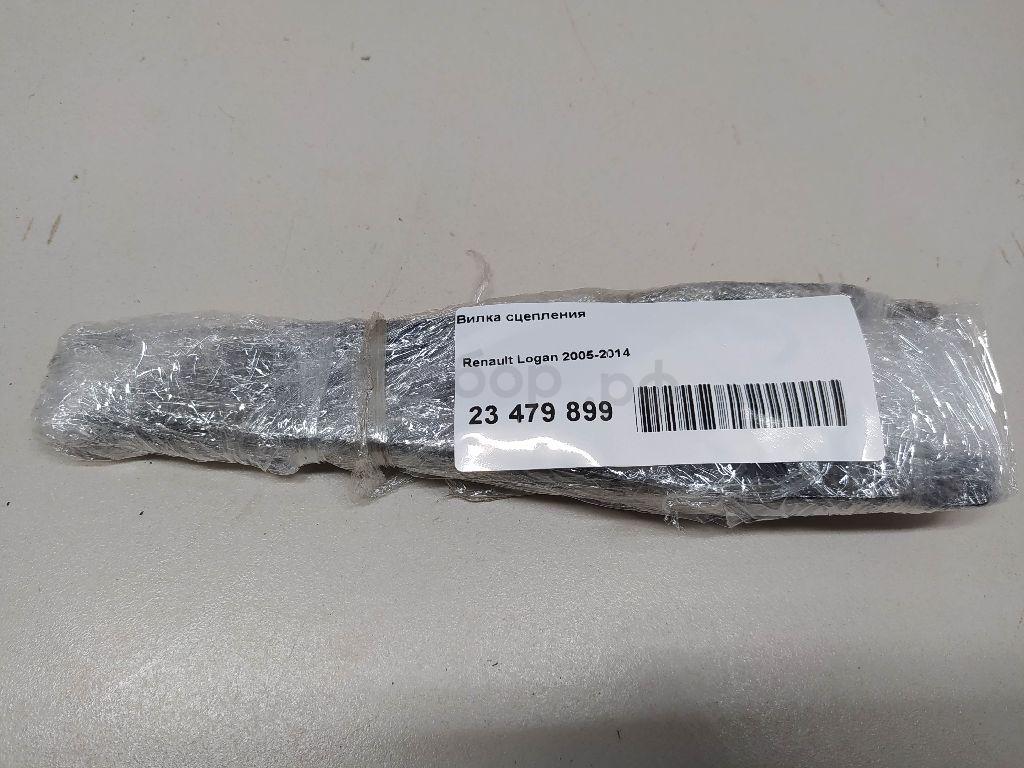 Вилка сцепления
Renault Logan 2005-2014
23 479 899